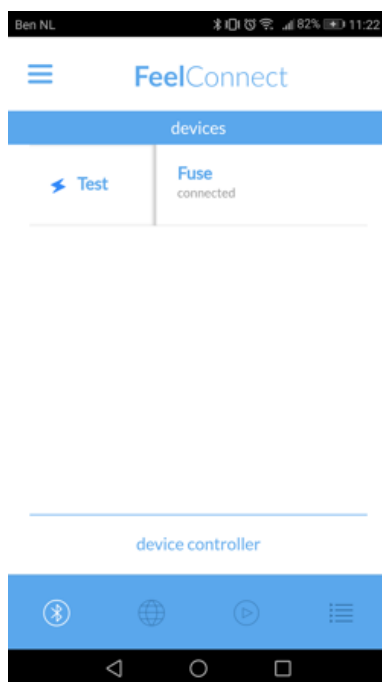 Ben NL 82% 11:22
FeelConnect
devices
Test
Fuse
connected
device controller